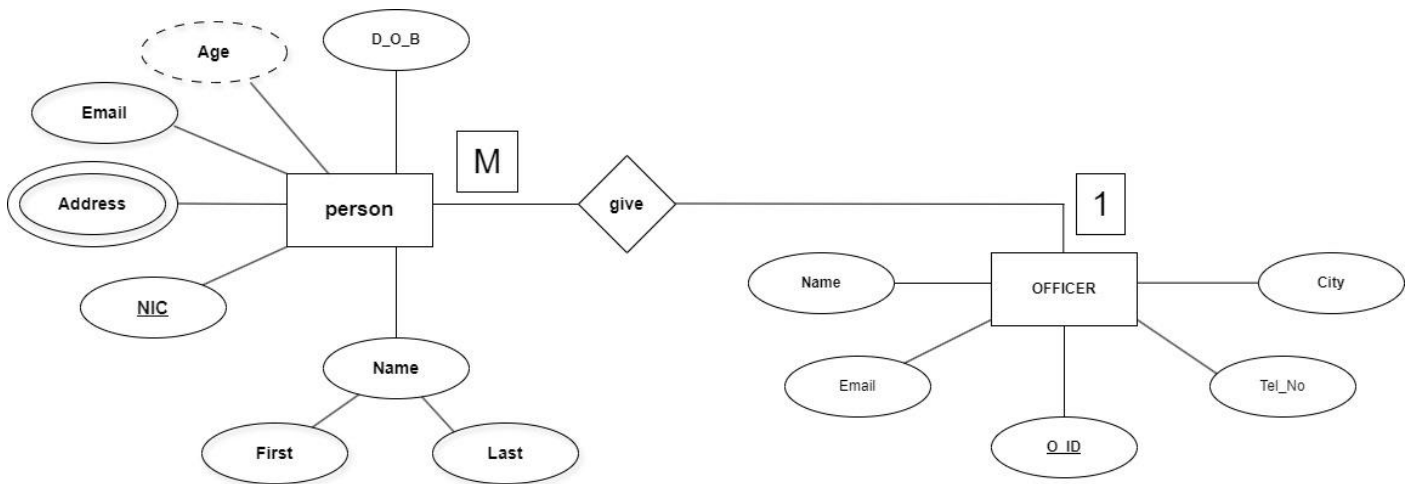 D_O_B
Age
Email
M
Address
person
give
1
NIC
Name
City
OFFICER
Name
Email
Tel_No
First
Last
O_ID